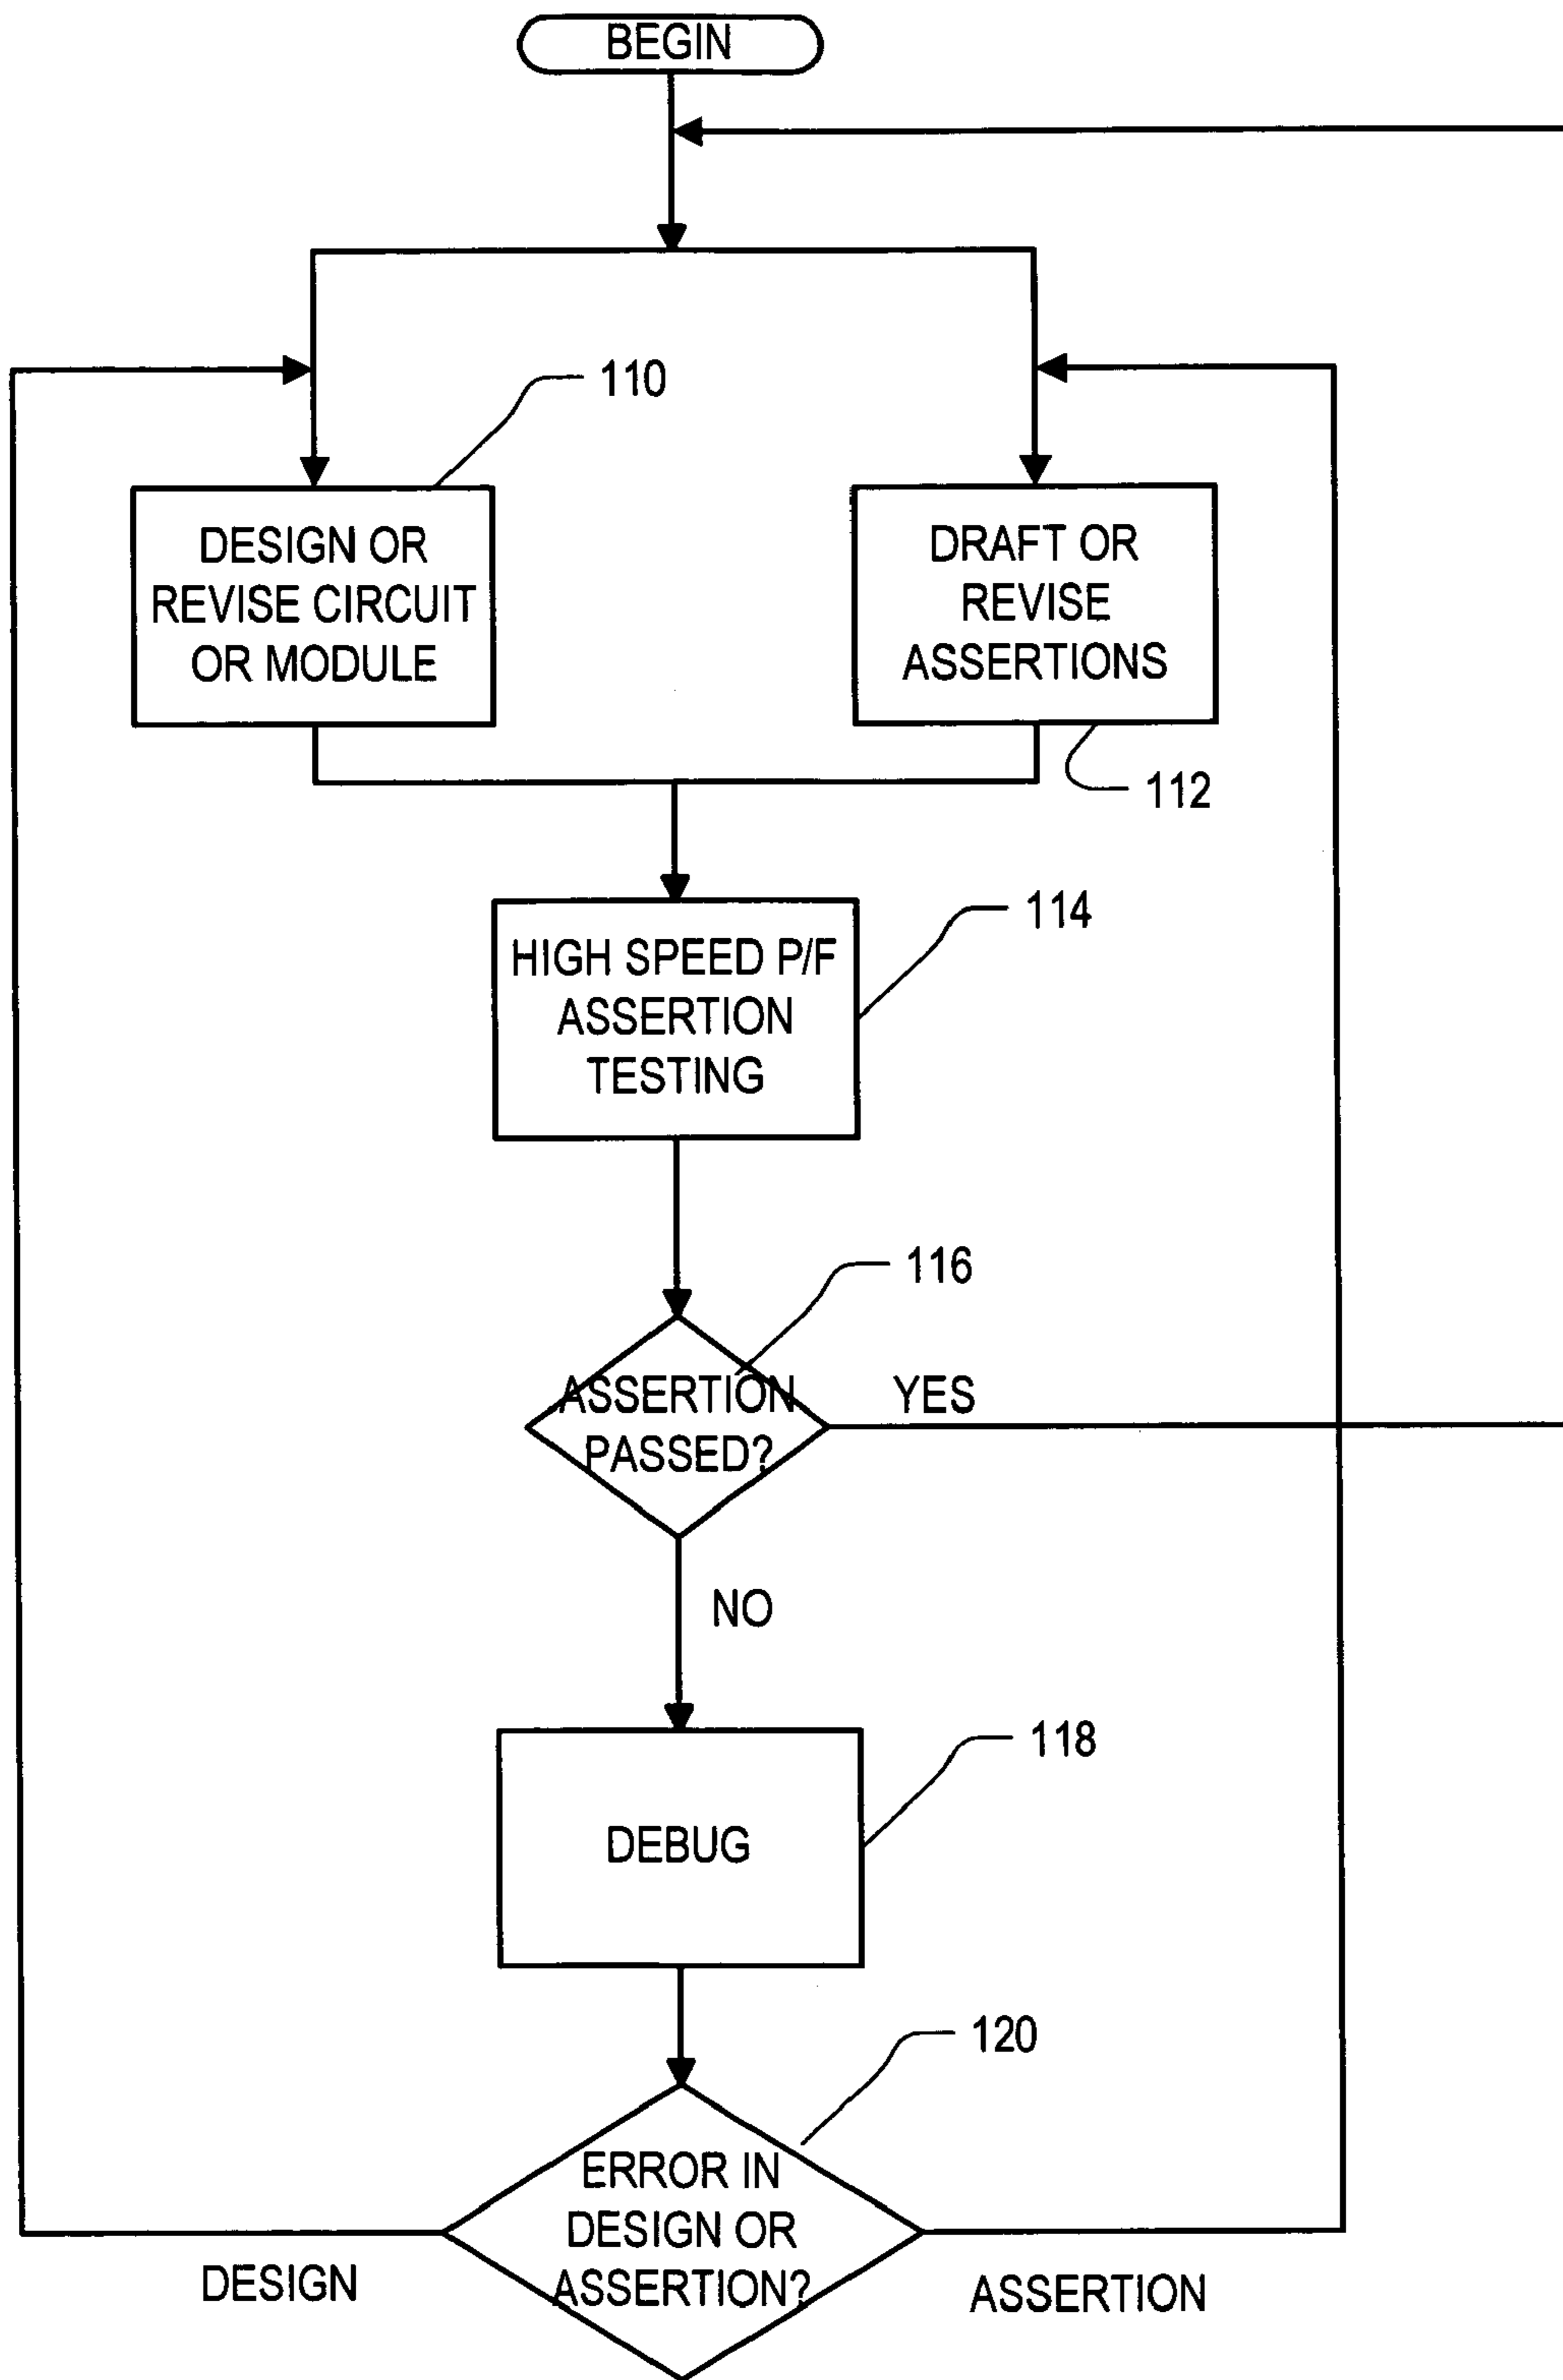 BEGIN
110
DESIGN OR
REVISE CIRCUIT
OR MODULE
DRAFT OR
REVISE
ASSERTIONS
112
114
HIGH SPEED P/F
ASSERTION
TESTING
116
ASSERTION
PASSED?
YES
NO
118
DEBUG
120
ERROR IN
DESIGN OR
ASSERTION?
DESIGN
ASSERTION